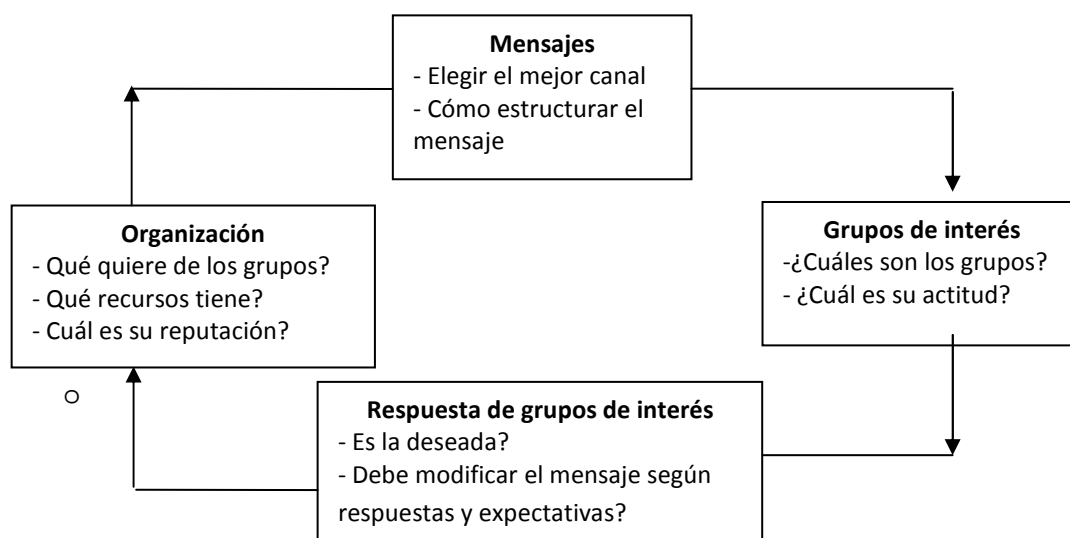 Mensajes
- Elegir el mejor canal
- Cómo estructurar el
mensaje
Organización
- Qué quiere de los grupos?
- Qué recursos tiene?
- Cuál es su reputación?
Grupos de interés
-¿Cuáles son los grupos?
- ¿Cuál es su actitud?
Respuesta de grupos de interés
- Es la deseada?
- Debe modificar el mensaje según
respuestas y expectativas?